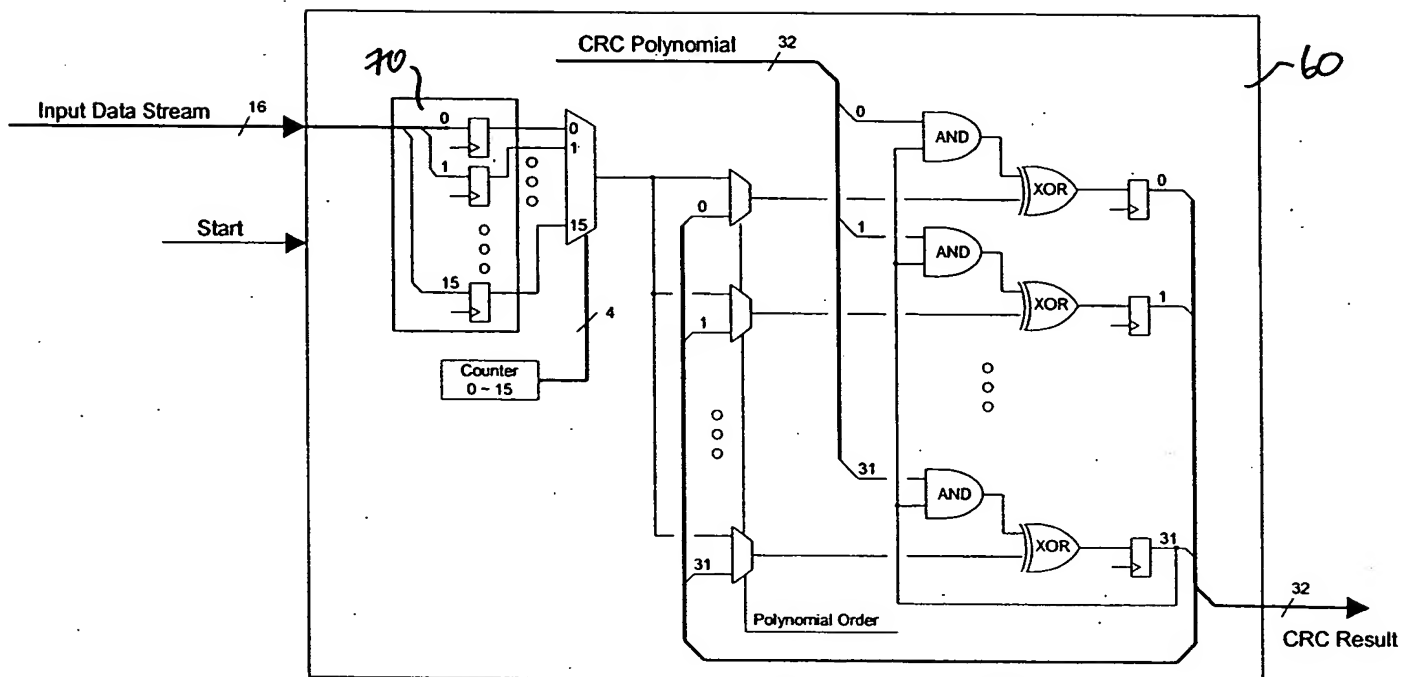 CRC Polynomial
32
70
60
Input Data Stream
16
0
0
1
1
15
15
Start
4
Counter
0 ~ 15
0
1
31
Polynomial Order
0
AND
XOR
0
1
AND
XOR
1
31
AND
XOR
31
32
CRC Result